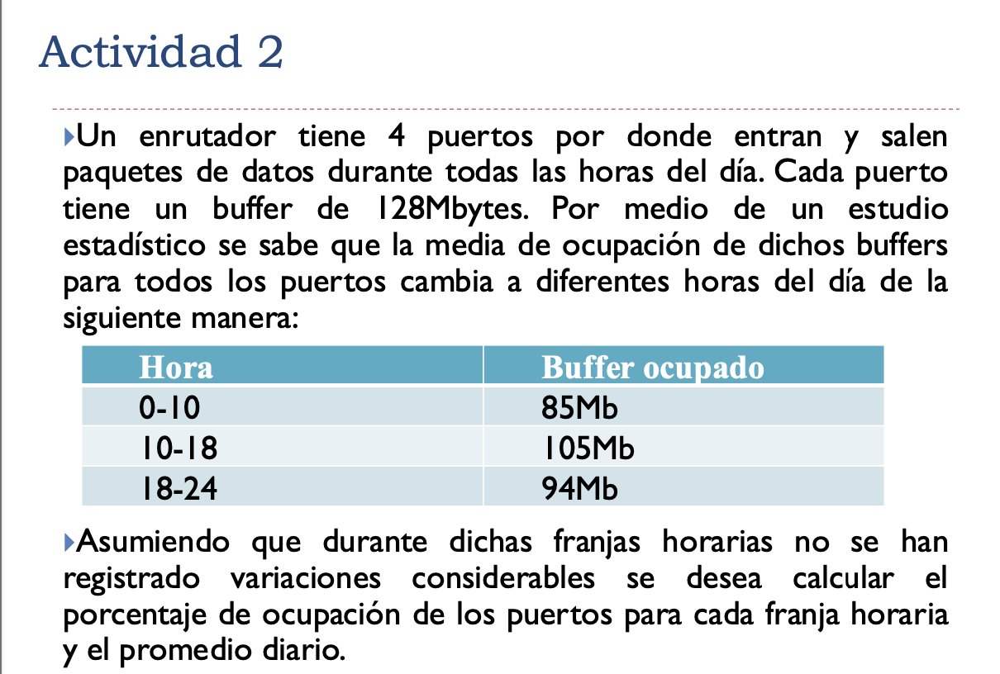 Actividad 2
Un enrutador tiene 4 puertos por donde entran y salen
paquetes de datos durante todas las horas del día. Cada puerto
tiene un buffer de 128Mbytes. Por medio de un estudio
estadístico se sabe que la media de ocupación de dichos buffers
para todos los puertos cambia a diferentes horas del día de la
siguiente manera:
Hora Buffer ocupado
0-10 85Mb
10-18 105Mb
18-24 94Mb
Asumiendo que durante dichas franjas horarias no se han
registrado variaciones considerables se desea calcular el
porcentaje de ocupación de los puertos para cada franja horaria
y el promedio diario.